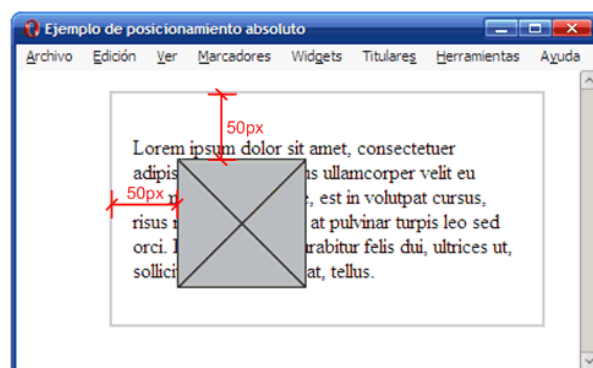 Ejemplo de posicionamiento absoluto
Archivo Edición Ver Marcadores Widgets Titulares Herramientas Ayuda
50px
Lorem ipsum dolor sit amet, consectetuer
adipis s ullamcorper velit eu
50px , est in volutpat cursus,
risus at pulvinar turpis leo sed
orci. urabitur felis dui, ultrices ut,
sollicit at, tellus.